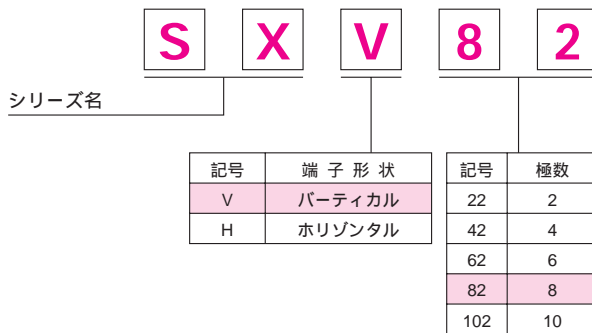 S X V 8 2
シリーズ名
記号 端子形状
V バーティカル
H ホリゾンタル
記号 極数
22 2
42 4
62 6
82 8
102 10